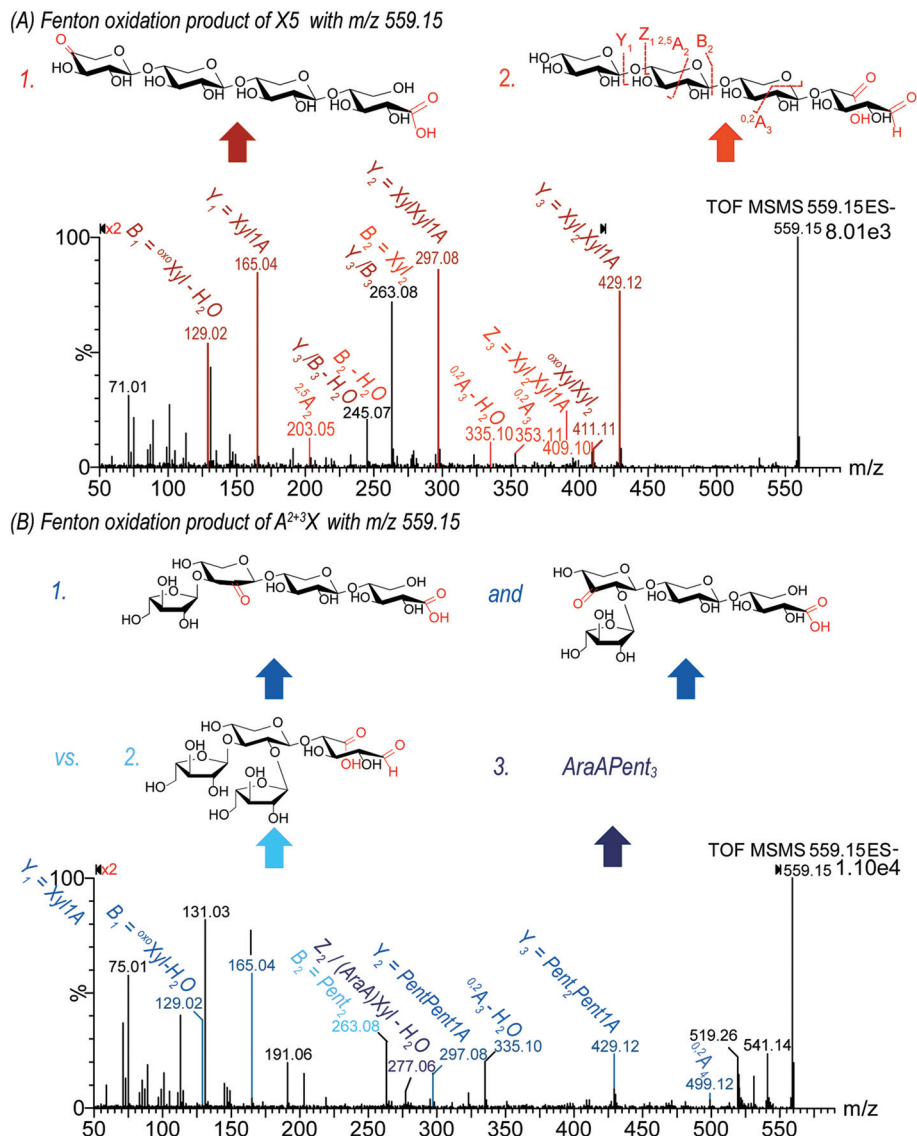 (A) Fenton oxidation product of X5 with m/z 559.15
1.
2.
Y1 Z1 2,5A2 B2
0,2A3
TOF MSMS 559.15ES-
8.01e3
x2
B1 = oxoXyl - H2O
129.02
Y1 = Xyl1A
165.04
2,5A2
203.05
Y3/B3 - H2O
B2 - H2O
245.07
Y3/B3
B2 = Xyl2
263.08
Y2 = XylXyl1A
297.08
0,2A3 - H2O
335.10
0,2A3
353.11
Z3 = Xyl2Xyl1A
409.10
oxoXylXyl2
411.11
Y3 = Xyl2Xyl1A
429.12
559.15
71.01
100
%
0
50 100 150 200 250 300 350 400 450 500 550 m/z
(B) Fenton oxidation product of A2+3X with m/z 559.15
1.
and
vs. 2.
3. AraAPent3
TOF MSMS 559.15ES-
1.10e4
x2
Y1 = Xyl1A
165.04
B1 = oxoXyl-H2O
129.02
131.03
75.01
191.06
B2 = Pent2
263.08
Z2 / (AraA)Xyl - H2O
277.06
Y2 = PentPent1A
297.08
0,2A3 - H2O
335.10
Y3 = Pent2Pent1A
429.12
0,2A4
499.12
519.26
541.14
559.15
100
%
0
50 100 150 200 250 300 350 400 450 500 550 m/z